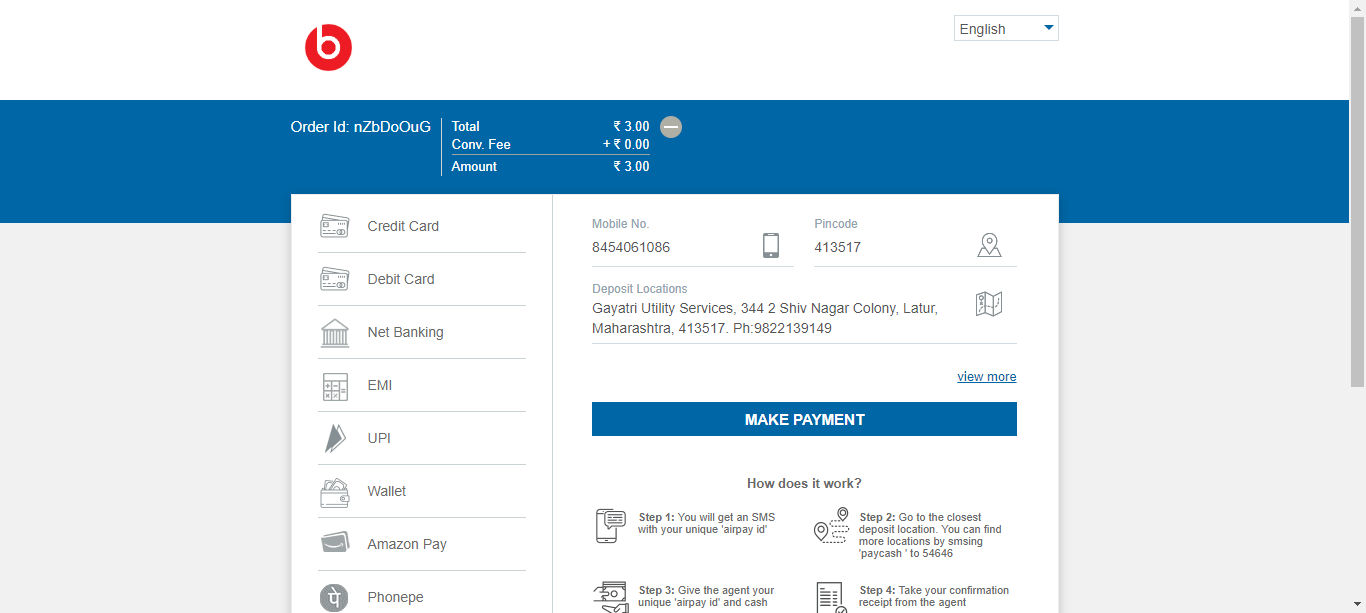 b
English
Order Id: nZbDoOuG
Total ₹ 3.00
Conv. Fee + ₹ 0.00
Amount ₹ 3.00
Credit Card
Debit Card
Net Banking
EMI
UPI
Wallet
Amazon Pay
Phonepe
Mobile No.
8454061086
Pincode
413517
Deposit Locations
Gayatri Utility Services, 344 2 Shiv Nagar Colony, Latur,
Maharashtra, 413517. Ph:9822139149
view more
MAKE PAYMENT
How does it work?
Step 1: You will get an SMS
with your unique 'airpay id'
Step 2: Go to the closest
deposit location. You can find
more locations by smsing
'paycash ' to 54646
Step 3: Give the agent your
unique 'airpay id' and cash
Step 4: Take your confirmation
receipt from the agent